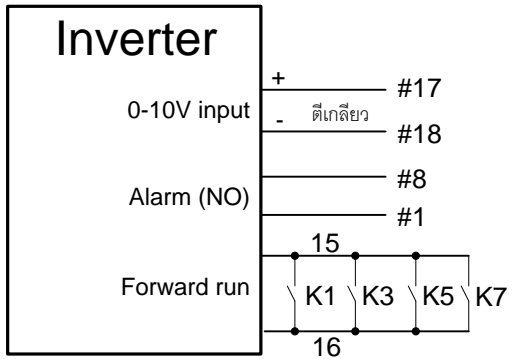 Inverter
+
#17
0-10V input
-
ตีเกลียว
#18
#8
Alarm (NO)
#1
15
Forward run
K1
K3
K5
K7
16